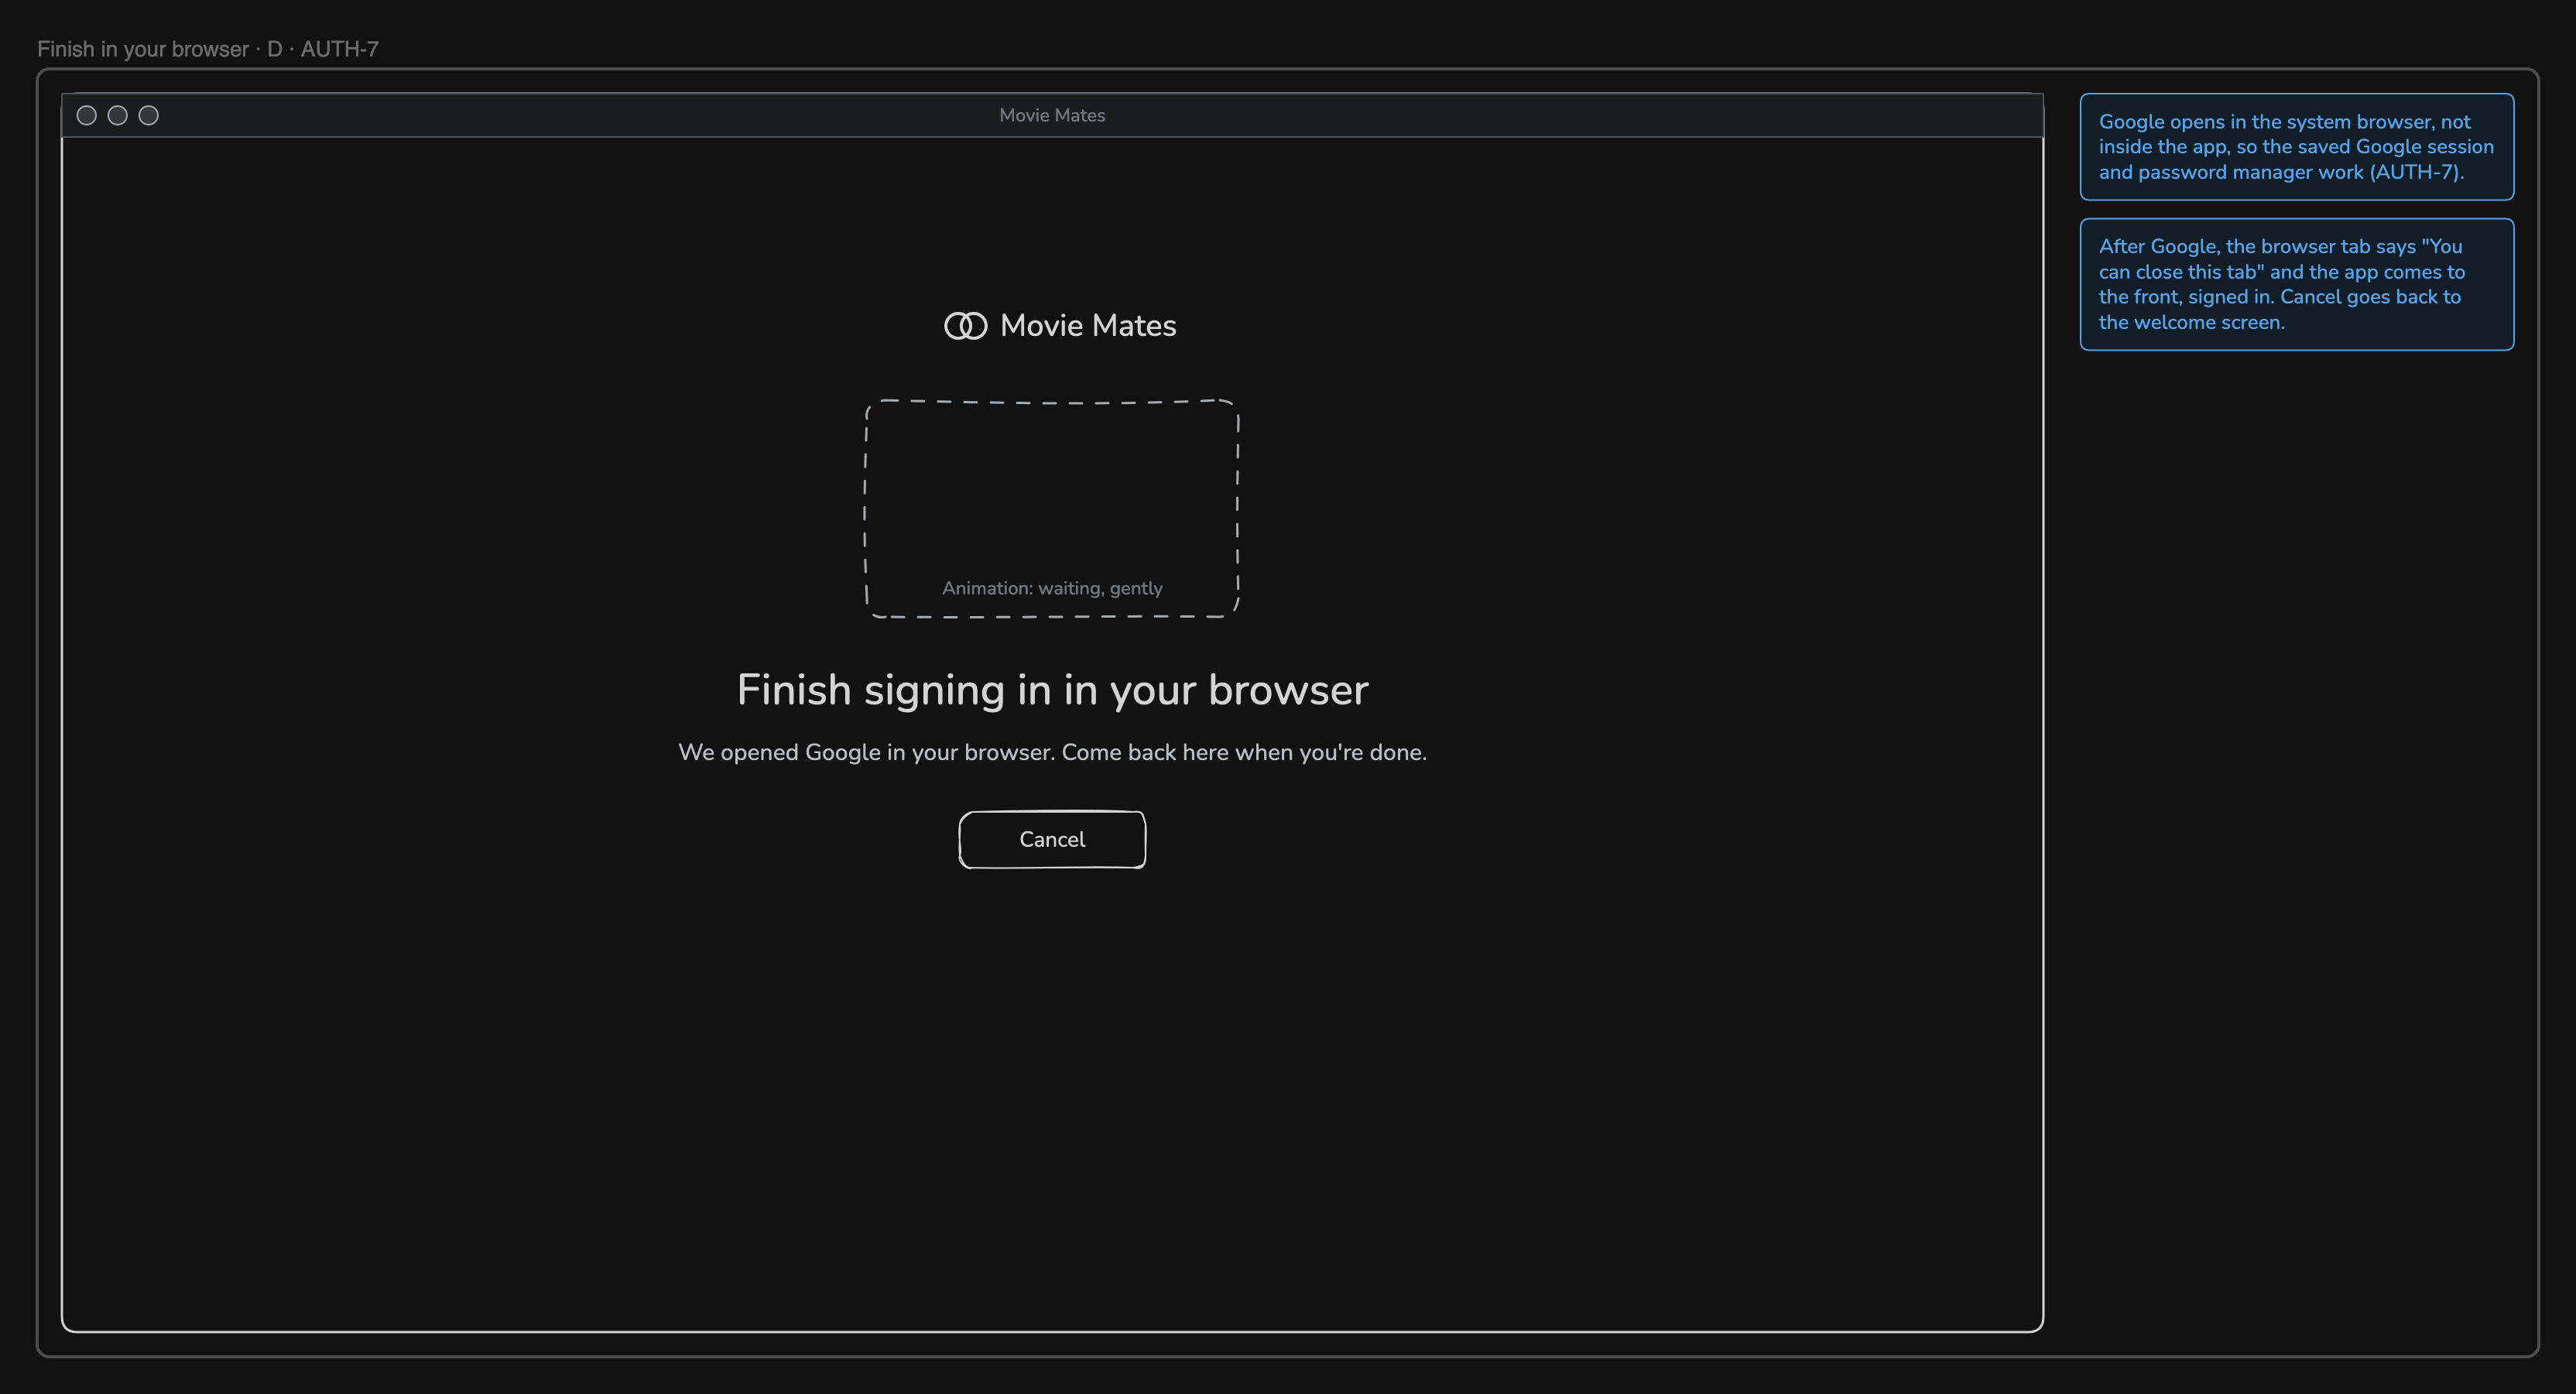 Finish in your browser · D · AUTH-7
Movie Mates
Google opens in the system browser, not
inside the app, so the saved Google session
and password manager work (AUTH-7).
After Google, the browser tab says "You
can close this tab" and the app comes to
the front, signed in. Cancel goes back to
the welcome screen.
Movie Mates
Animation: waiting, gently
Finish signing in in your browser
We opened Google in your browser. Come back here when you're done.
Cancel